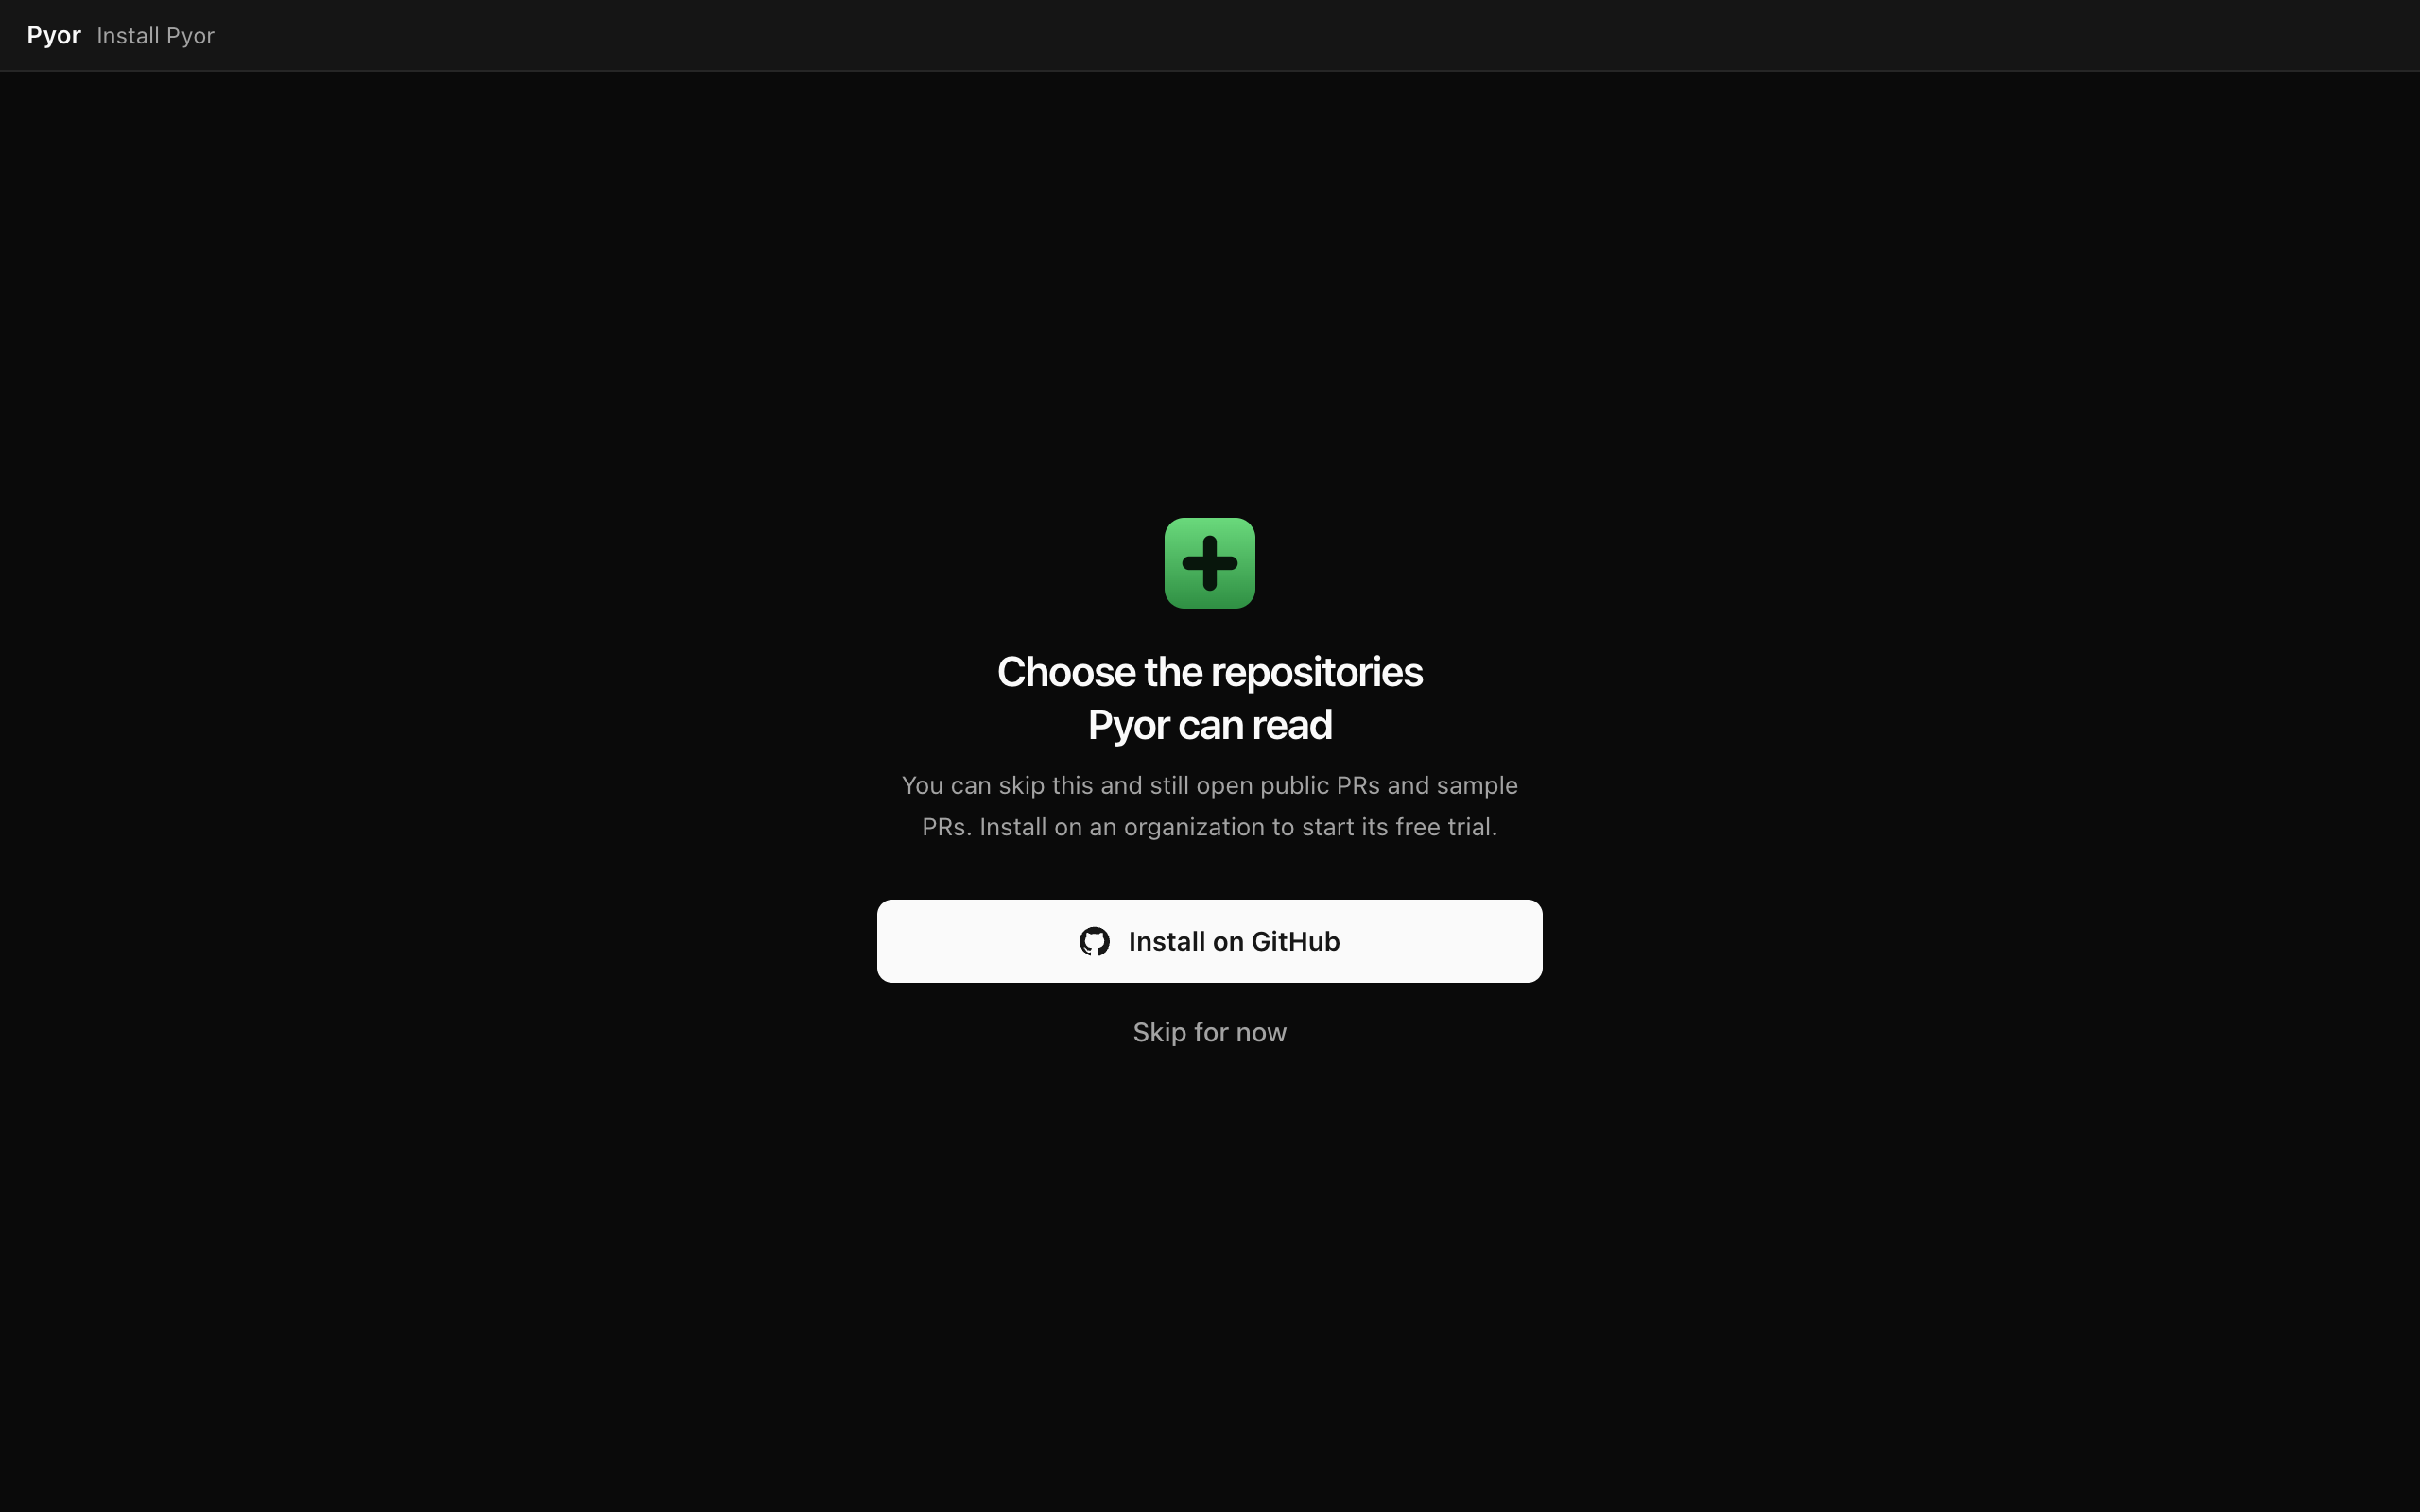 Pyor Install Pyor
Choose the repositories
Pyor can read
You can skip this and still open public PRs and sample
PRs. Install on an organization to start its free trial.
Install on GitHub
Skip for now